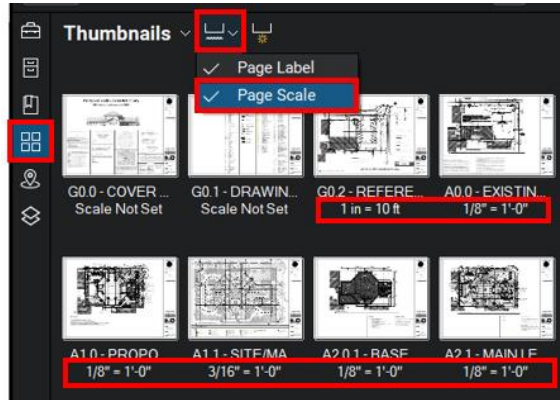 Thumbnails
Page Label
Page Scale
G0.0 - COVER ...
Scale Not Set
G0.1 - DRAWIN...
Scale Not Set
G0.2 - REFERE...
1 in = 10 ft
A0.0 - EXISTIN...
1/8" = 1'-0"
A1.0 - PROPO...
1/8" = 1'-0"
A1.1 - SITE/MA...
3/16" = 1'-0"
A2.0.1 - BASE...
1/8" = 1'-0"
A2.1 - MAIN LE...
1/8" = 1'-0"